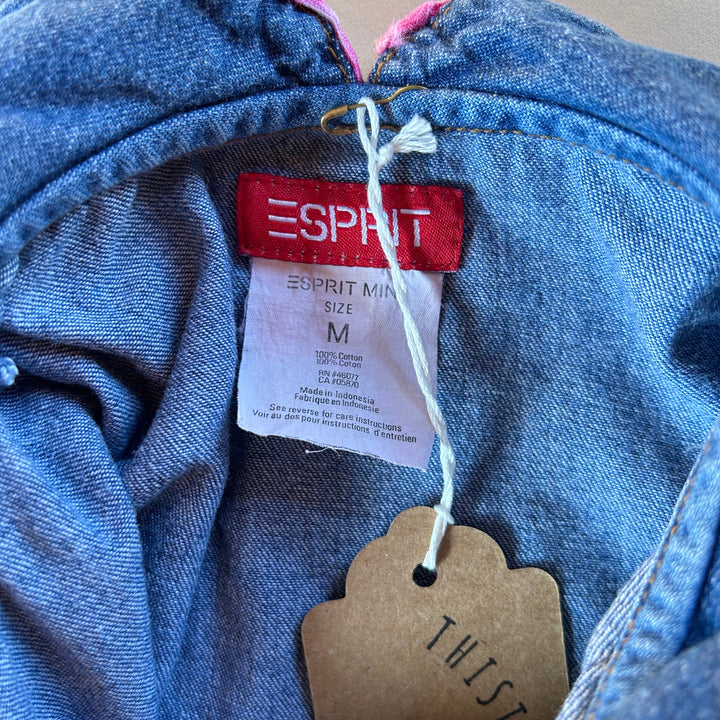 ESPRIT
ESPRIT MINI
SIZE
M
100% Cotton
100% Coton
RN #46077
CA #05870
Made in Indonesia
Fabriqué en Indonésie
See reverse for care instructions
Voir au dos pour instructions d'entretien
THIST